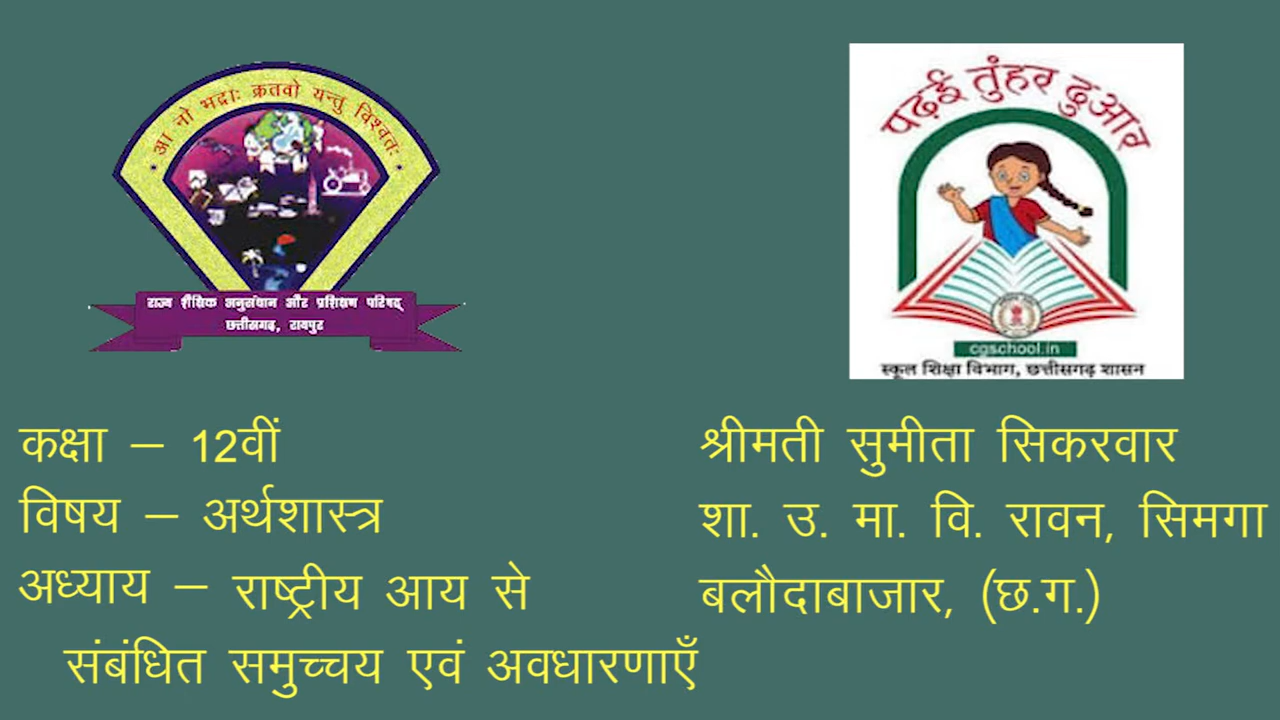 आ नो भद्राः क्रतवो यन्तु विश्वतः
राज्य शैक्षिक अनुसंधान और प्रशिक्षण परिषद्
छत्तीसगढ़, रायपुर
पढ़ई तुंहर दुआर
cgschool.in
स्कूल शिक्षा विभाग, छत्तीसगढ़ शासन
कक्षा – 12वीं
विषय – अर्थशास्त्र
अध्याय – राष्ट्रीय आय से
संबंधित समुच्चय एवं अवधारणाएँ
श्रीमती सुमीता सिकरवार
शा. उ. मा. वि. रावन, सिमगा
बलौदाबाजार, (छ.ग.)